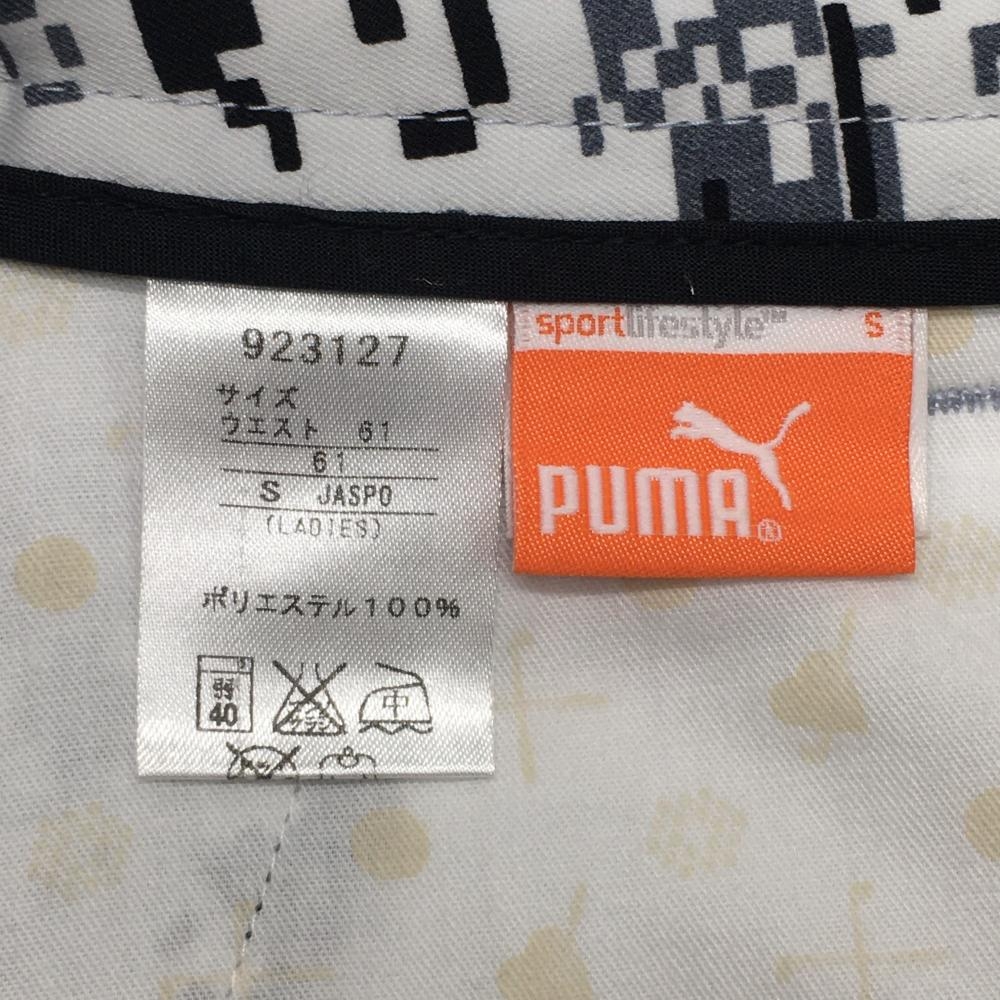 923127
サイズ
ウエスト 61
61
S JASPO
(LADIES)
ポリエステル100%
弱
40
中
sportlifestyle™ S
PUMA®